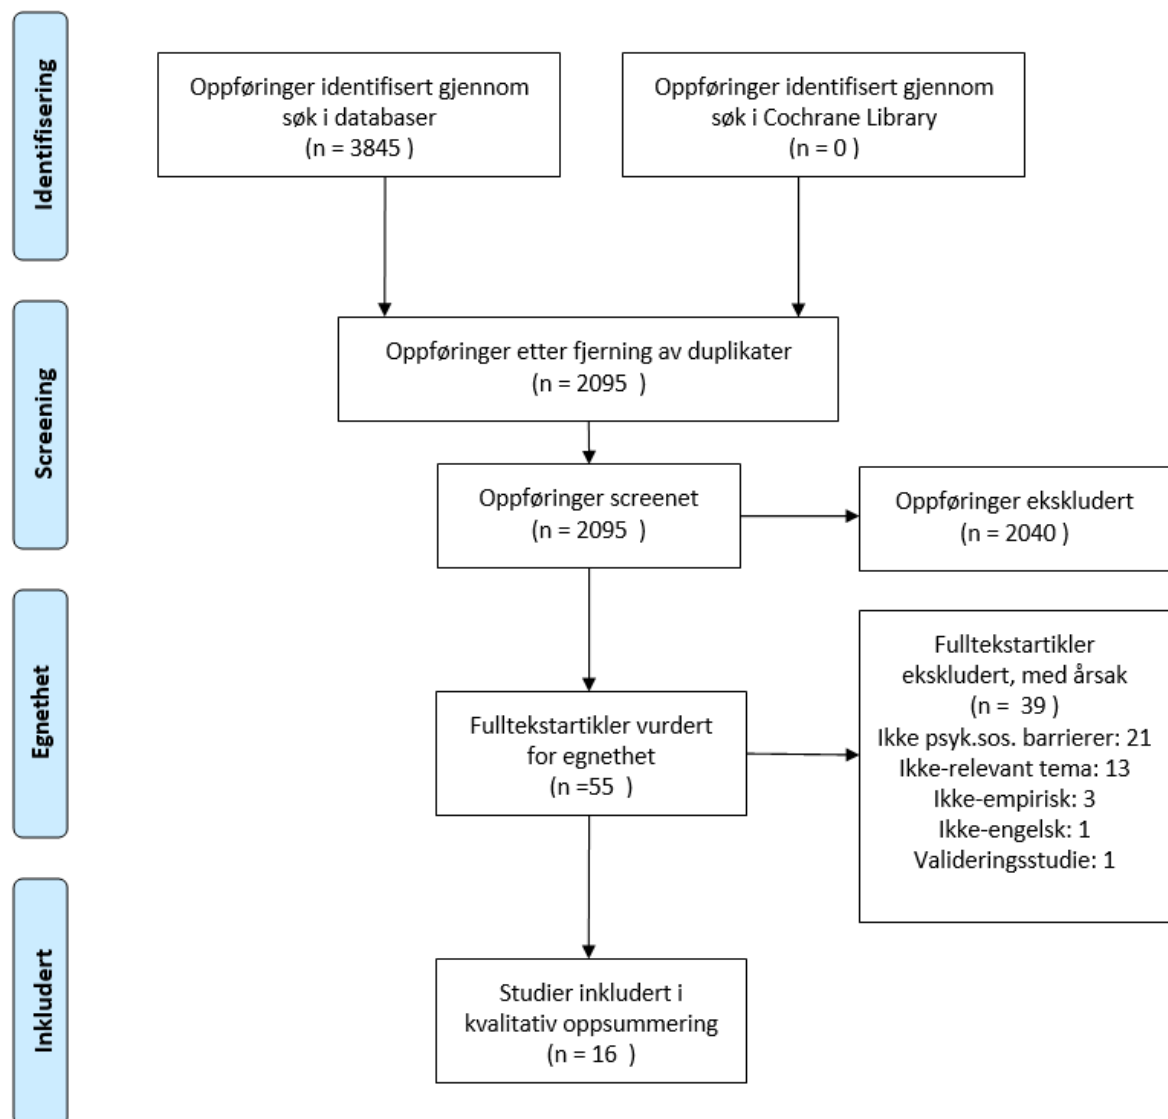 Identifisering
Oppføringer identifisert gjennom
søk i databaser
(n = 3845 )
Oppføringer identifisert gjennom
søk i Cochrane Library
(n = 0 )
Screening
Oppføringer etter fjerning av duplikater
(n = 2095  )
Oppføringer screenet
(n = 2095  )
Oppføringer ekskludert
(n = 2040 )
Egnethet
Fulltekstartikler vurdert
for egnethet
(n =55  )
Fulltekstartikler
ekskludert, med årsak
(n =  39 )
Ikke psyk.sos. barrierer: 21
Ikke-relevant tema: 13
Ikke-empirisk: 3
Ikke-engelsk: 1
Valideringsstudie: 1
Inkludert
Studier inkludert i
kvalitativ oppsummering
(n = 16  )